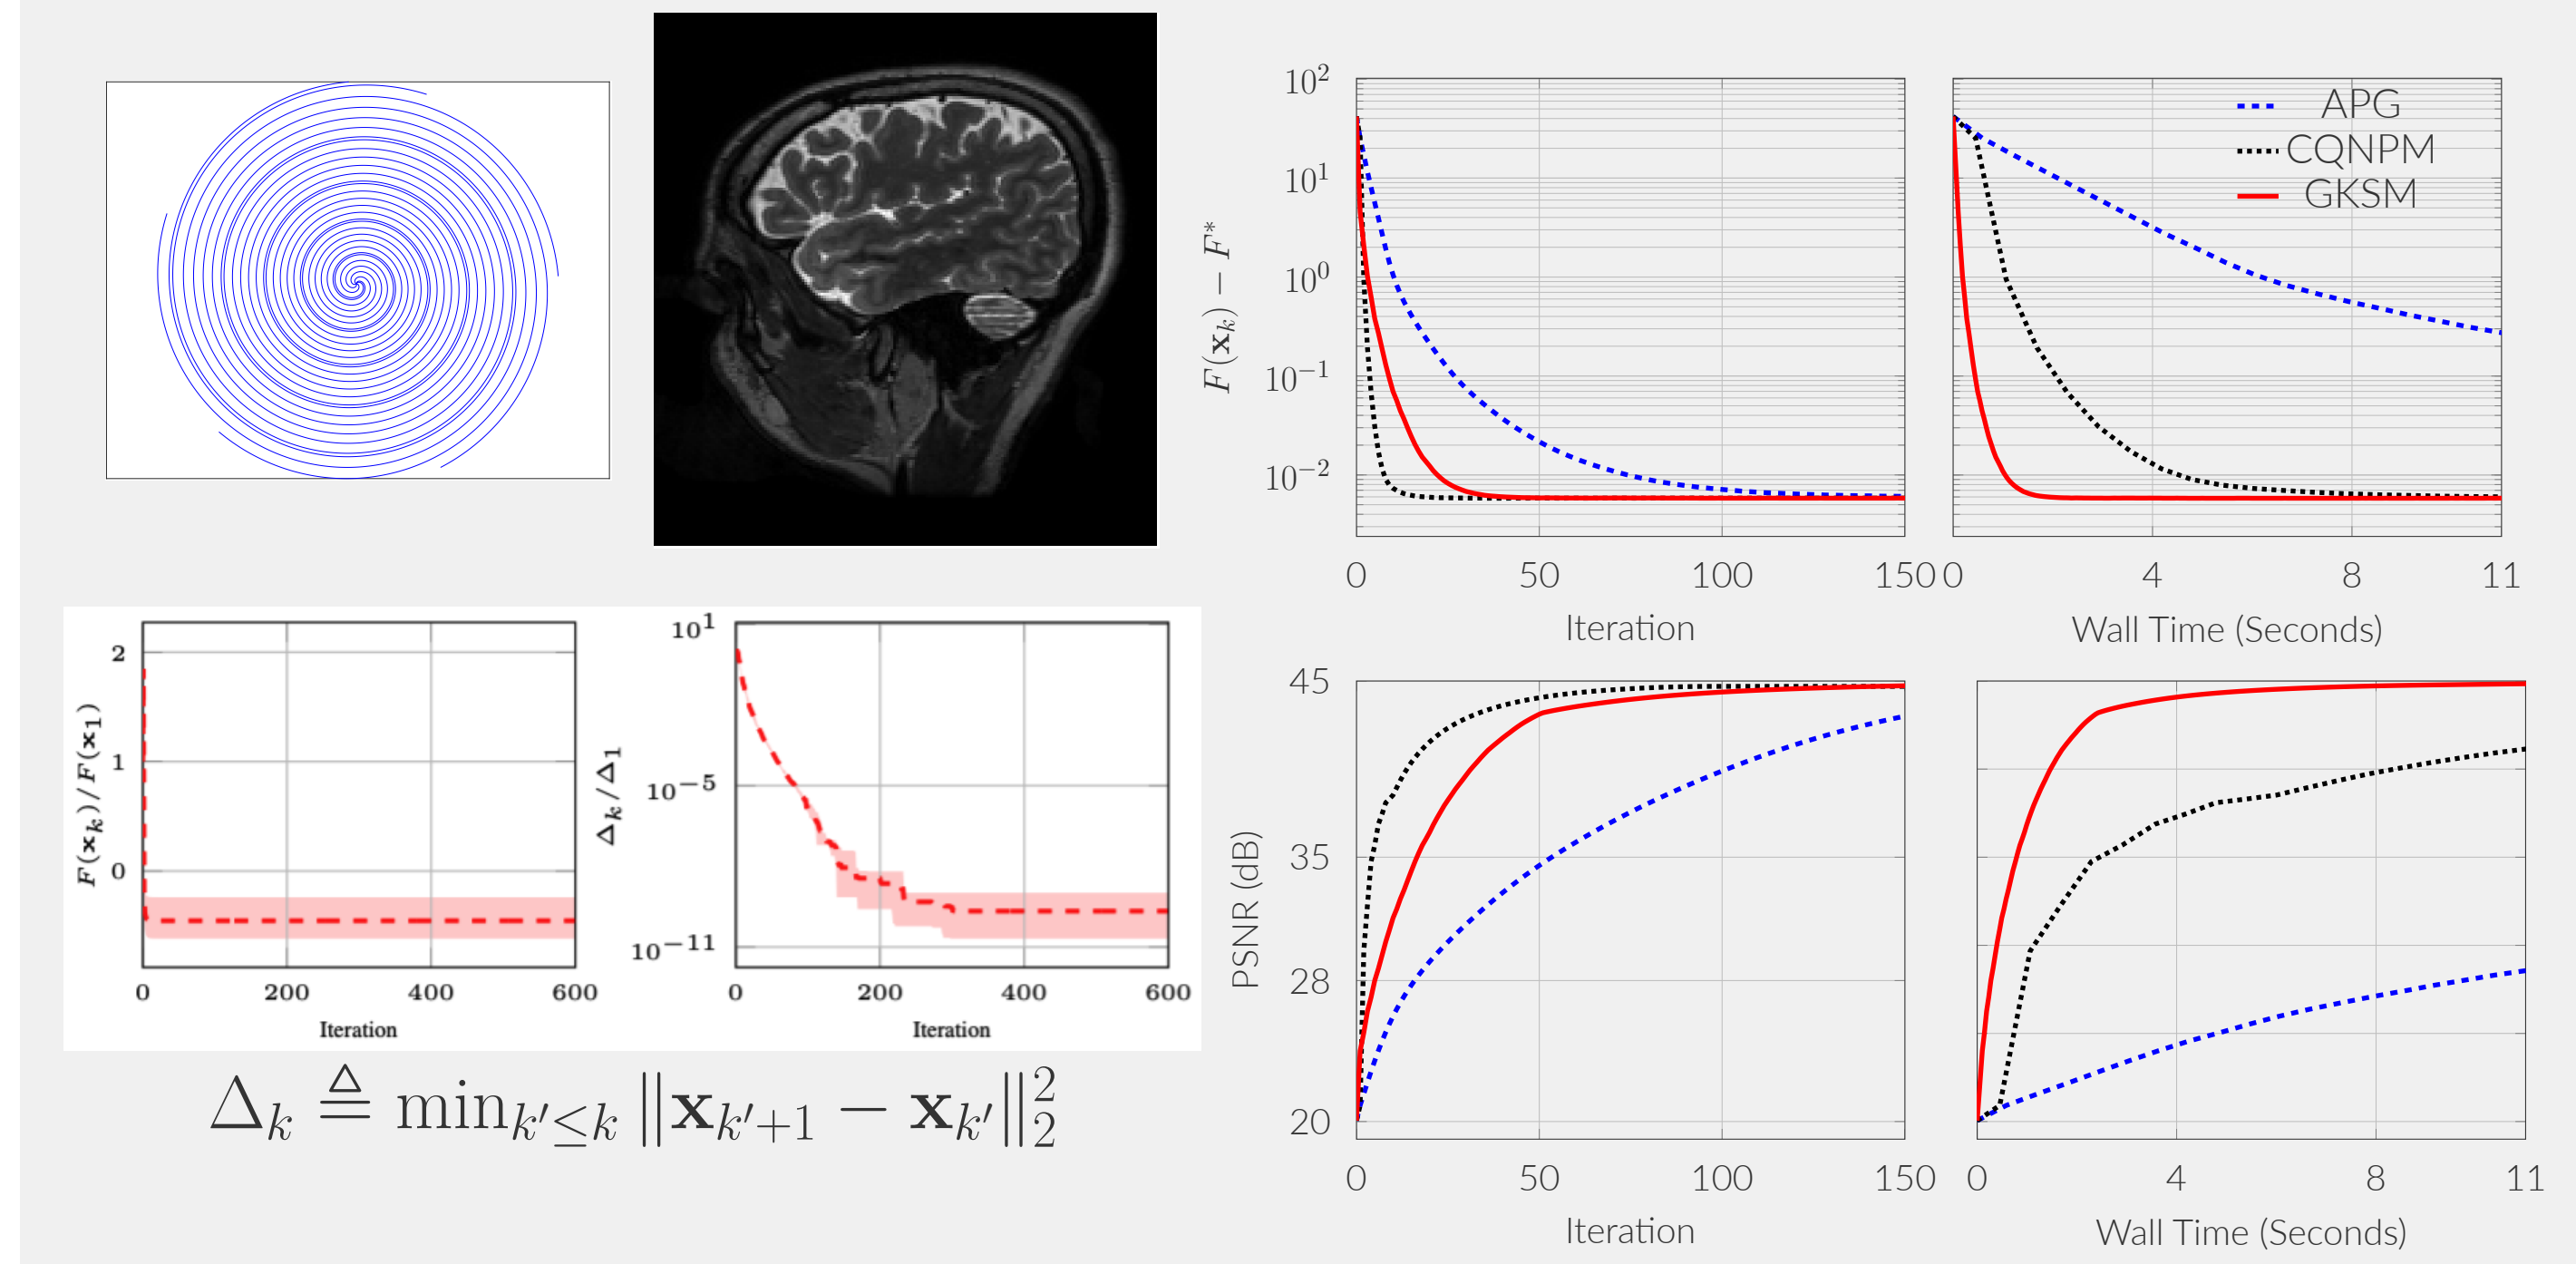 10^2
10^1
10^0
10^{-1}
10^{-2}
F(x_k) − F^*
0 50 100 150
Iteration
APG
CQNPM
GKSM
0 4 8 11
Wall Time (Seconds)
2
1
0
F(x_k)/F(x_1)
0 200 400 600
Iteration
10^1
10^{−5}
10^{−11}
Δ_k/Δ_1
0 200 400 600
Iteration
Δ_k ≜ min_{k′≤k} ‖x_{k′+1} − x_{k′}‖_2^2
45
35
28
20
PSNR (dB)
0 50 100 150
Iteration
0 4 8 11
Wall Time (Seconds)